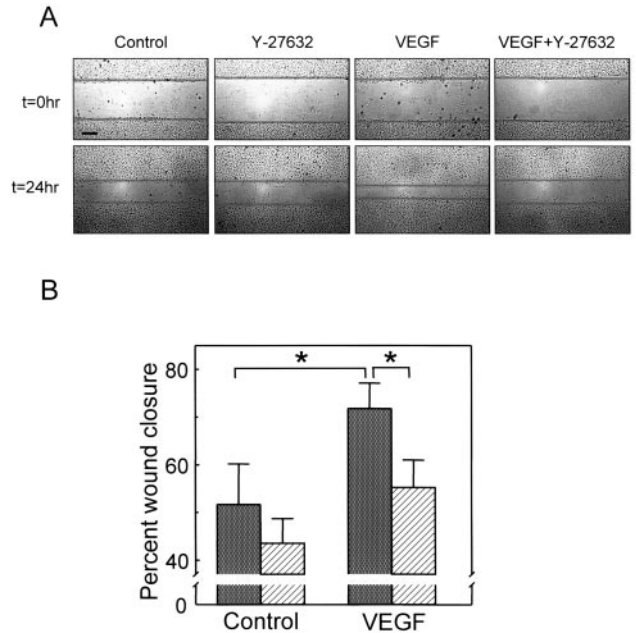 A
Control Y-27632 VEGF VEGF+Y-27632
t=0hr
t=24hr
B
Percent wound closure
80
60
40
0
* *
Control VEGF